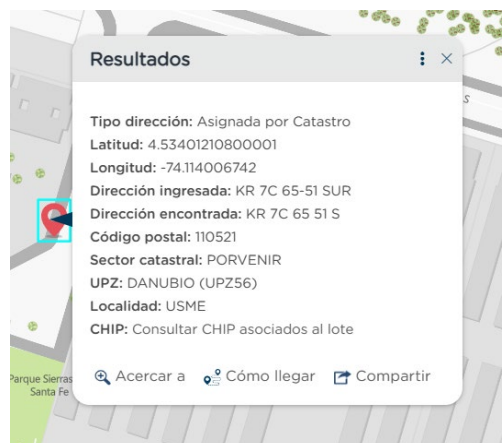 Resultados
S
Tipo dirección: Asignada por Catastro
Latitud: 4.53401210800001
Longitud: -74.114006742
Dirección ingresada: KR 7C 65-51 SUR
Dirección encontrada: KR 7C 65 51 S
Código postal: 110521
Sector catastral: PORVENIR
UPZ: DANUBIO (UPZ56)
Localidad: USME
CHIP: Consultar CHIP asociados al lote
Acercar a Cómo llegar Compartir
Parque Sierras
Santa Fe